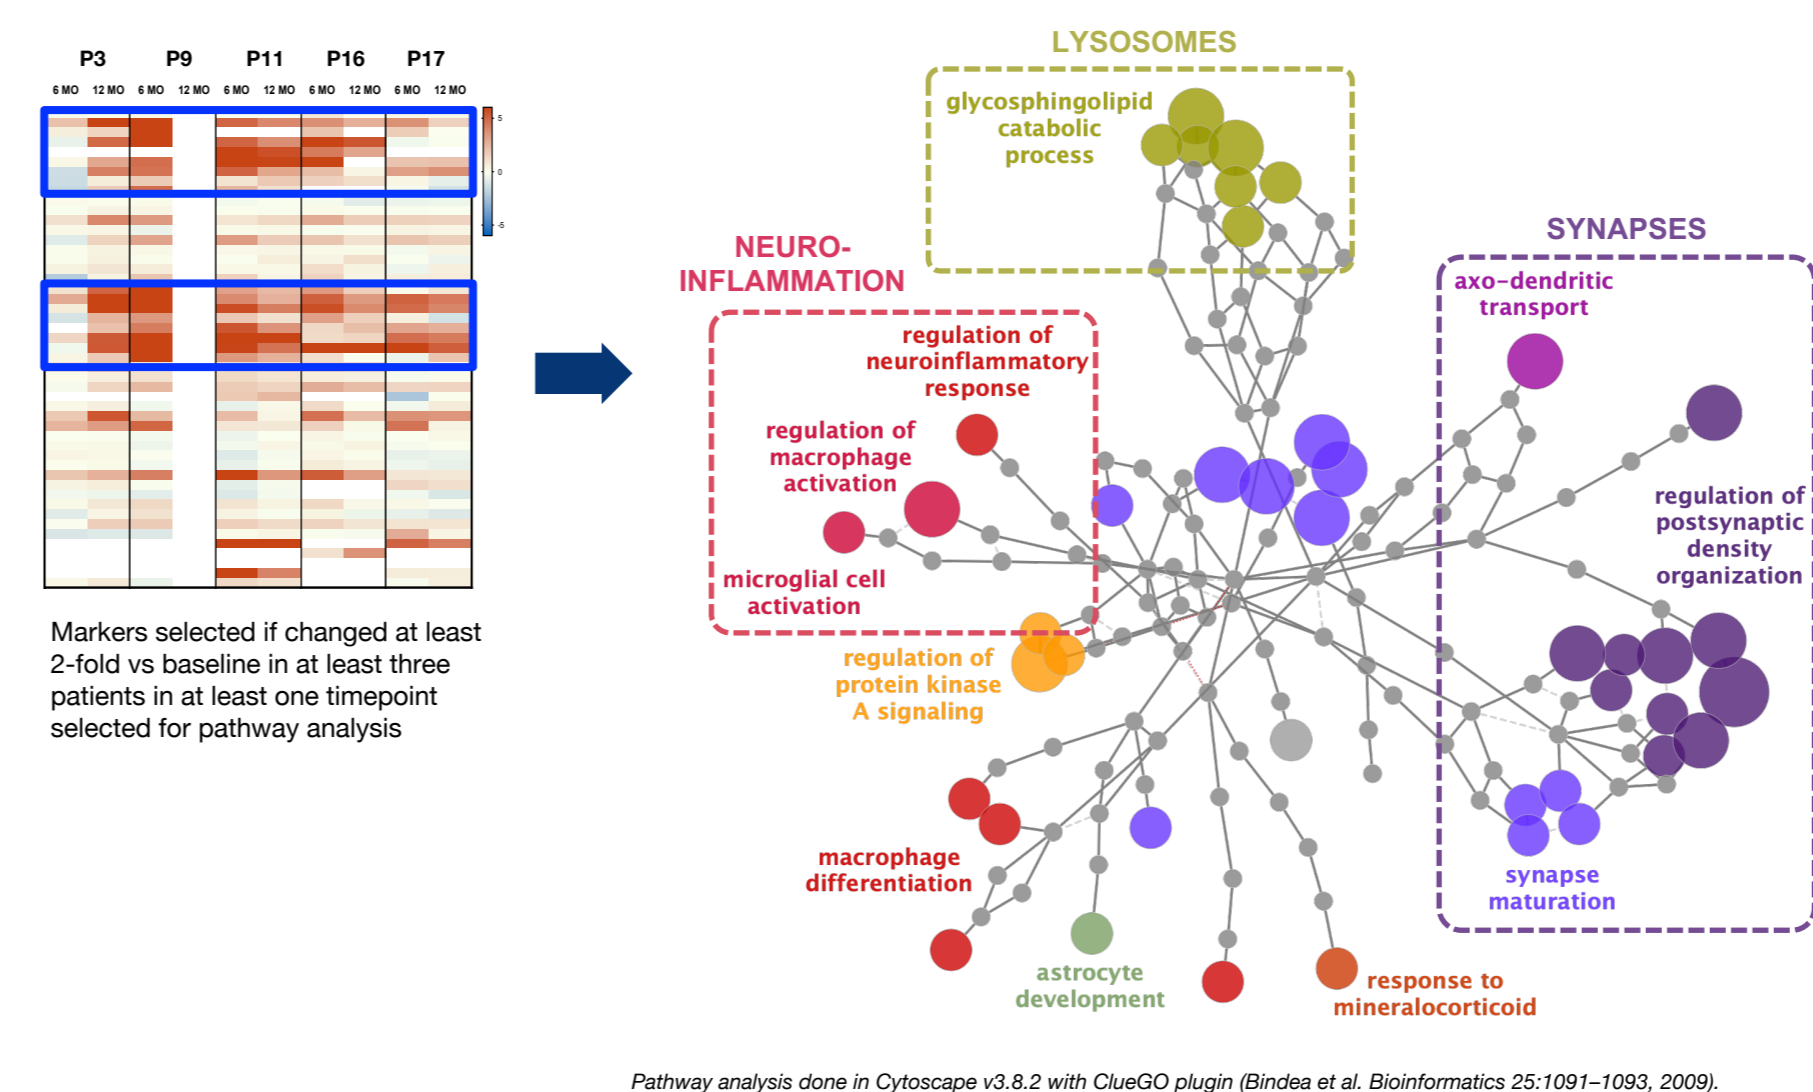 P3 P9 P11 P16 P17
6 MO 12 MO 6 MO 12 MO 6 MO 12 MO 6 MO 12 MO 6 MO 12 MO
5
0
-5
Markers selected if changed at least
2-fold vs baseline in at least three
patients in at least one timepoint
selected for pathway analysis
LYSOSOMES
glycosphingolipid
catabolic
process
NEURO-
INFLAMMATION
regulation of
neuroinflammatory
response
regulation of
macrophage
activation
microglial cell
activation
regulation of
protein kinase
A signaling
macrophage
differentiation
astrocyte
development
response to
mineralocorticoid
SYNAPSES
axo-dendritic
transport
regulation of
postsynaptic
density
organization
synapse
maturation
Pathway analysis done in Cytoscape v3.8.2 with ClueGO plugin (Bindea et al. Bioinformatics 25:1091–1093, 2009).